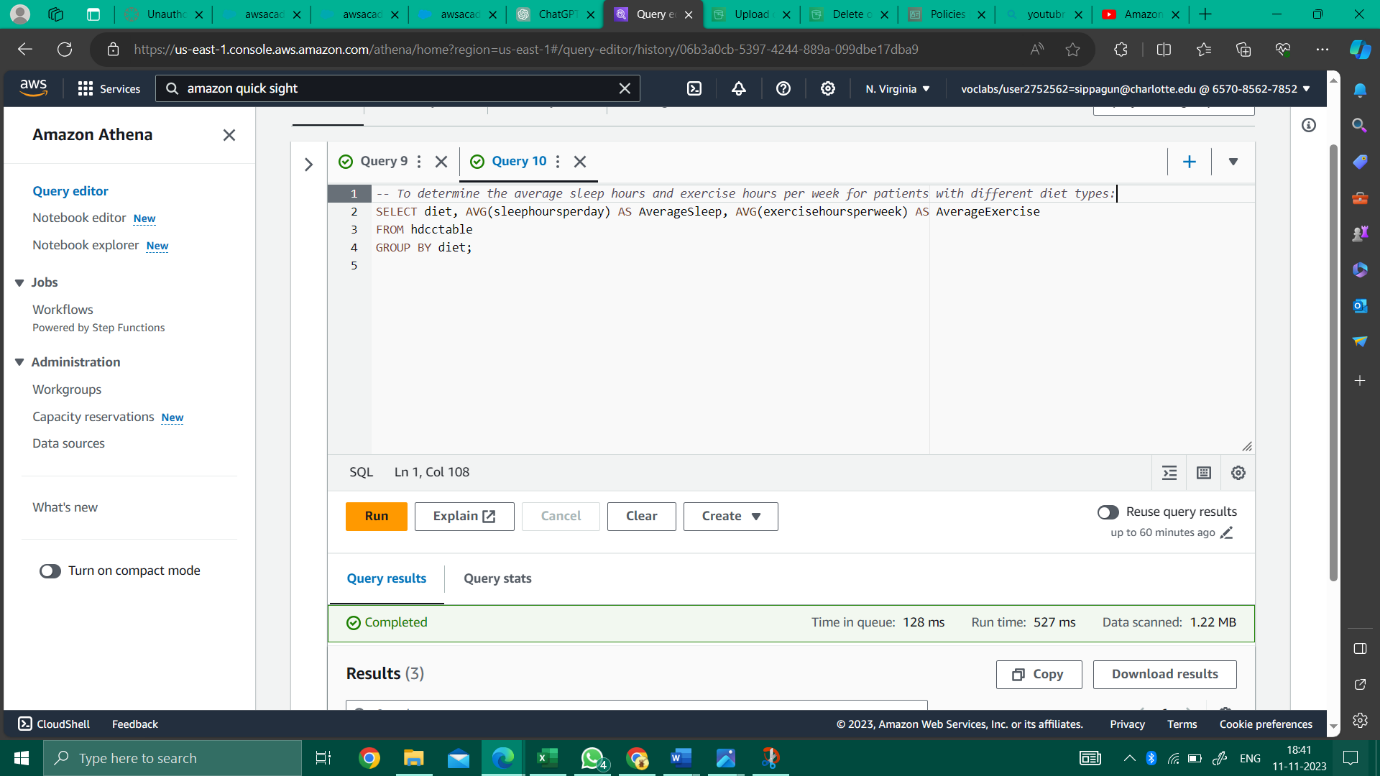 Unautho
awsacad
awsacad
awsacad
ChatGPT
Query e
Upload
Delete o
Policies
youtube
Amazon
https://us-east-1.console.aws.amazon.com/athena/home?region=us-east-1#/query-editor/history/06b3a0cb-5397-4244-889a-099dbe17dba9
aws
Services
amazon quick sight
N. Virginia
voclabs/user2752562=sippagun@charlotte.edu @ 6570-8562-7852
Amazon Athena
Query editor
Notebook editor New
Notebook explorer New
Jobs
Workflows
Powered by Step Functions
Administration
Workgroups
Capacity reservations New
Data sources
What's new
Turn on compact mode
Query 9
Query 10
1 -- To determine the average sleep hours and exercise hours per week for patients with different diet types:
2 SELECT diet, AVG(sleephoursperday) AS AverageSleep, AVG(exercisehoursperweek) AS AverageExercise
3 FROM hdcctable
4 GROUP BY diet;
5
SQL Ln 1, Col 108
Run
Explain
Cancel
Clear
Create
Reuse query results
up to 60 minutes ago
Query results
Query stats
Completed
Time in queue: 128 ms
Run time: 527 ms
Data scanned: 1.22 MB
Results (3)
Copy
Download results
CloudShell
Feedback
© 2023, Amazon Web Services, Inc. or its affiliates.
Privacy
Terms
Cookie preferences
Type here to search
4
ENG
18:41
11-11-2023